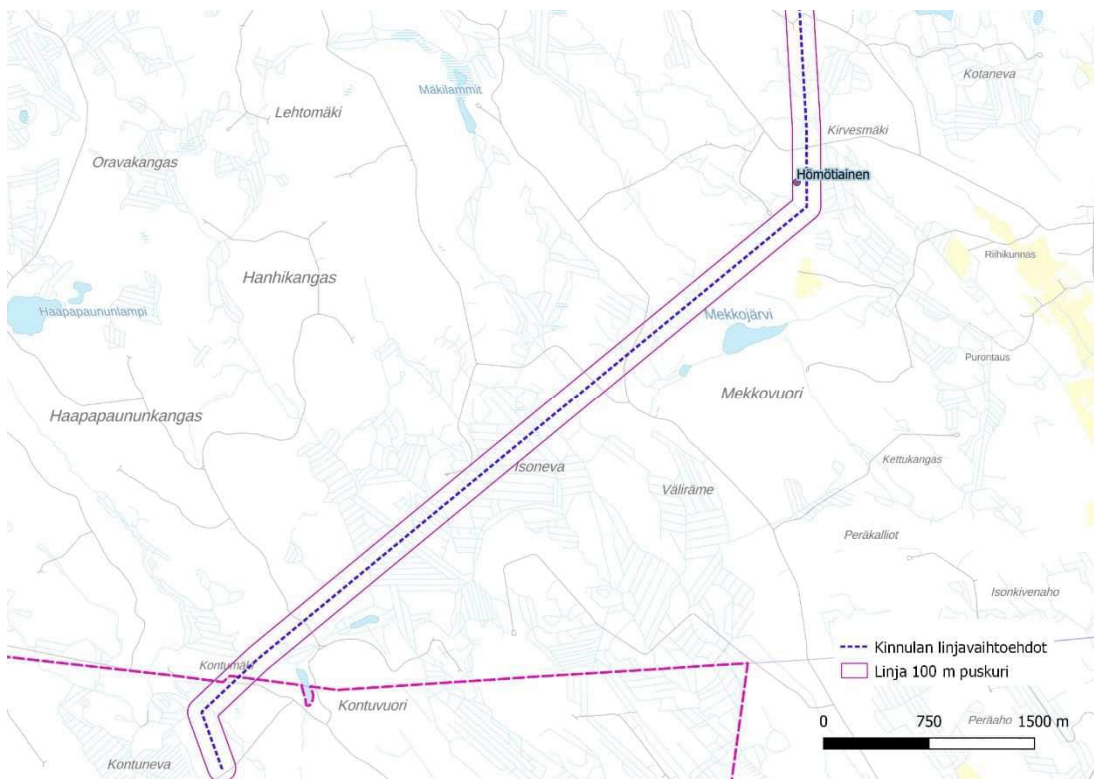 Kotaneva
Mäkilammit
Lehtomäki
Kirvesmäki
Oravakangas
Hömötiainen
Riihikunnas
Hanhikangas
Haapapaununlampi
Mekkojärvi
Purontaus
Mekkovuori
Haapapaununkangas
Kettukangas
Isoneva
Väliräme
Peräkalliot
Isonkivenaho
Kinnulan linjavaihtoehdot
Kontumäki
Linja 100 m puskuri
Kontuvuori
0 750 1500 m
Peräaho
Kontuneva